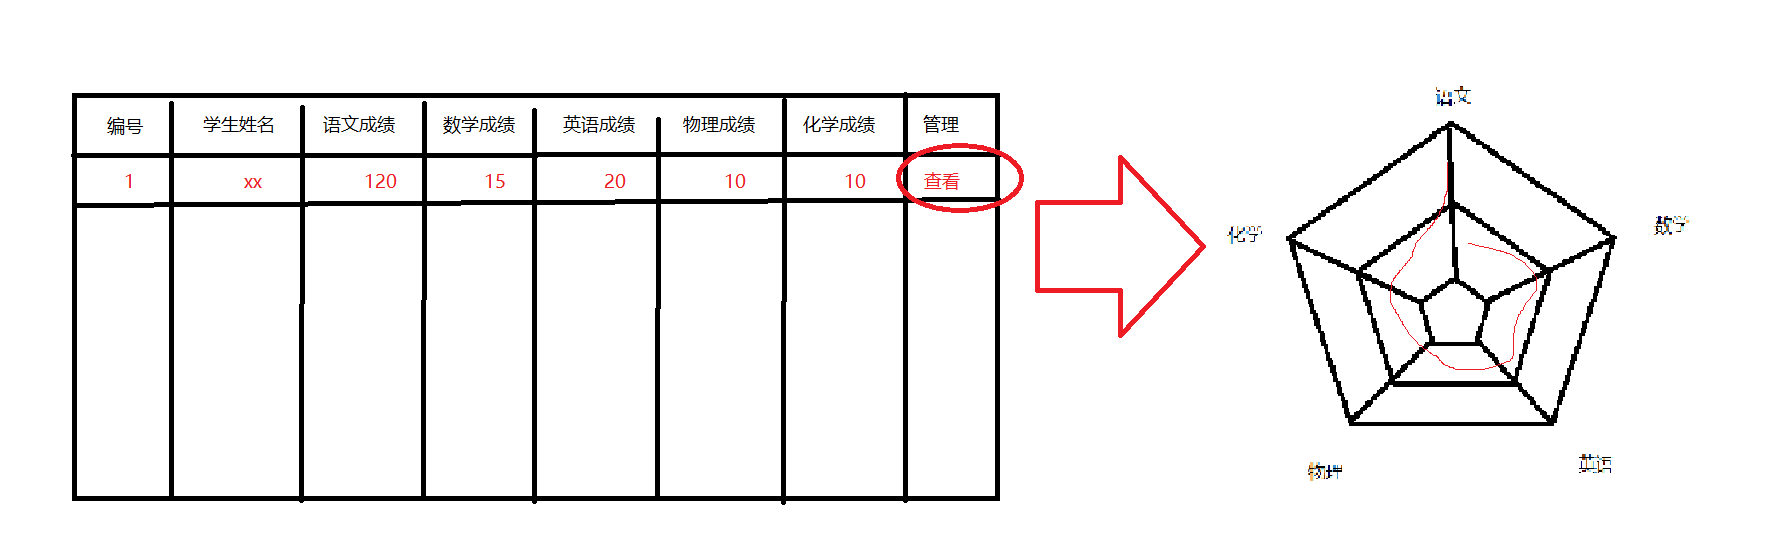 编号 学生姓名 语文成绩 数学成绩 英语成绩 物理成绩 化学成绩 管理
1 xx 120 15 20 10 10 查看
语文
化学
数学
物理
英语